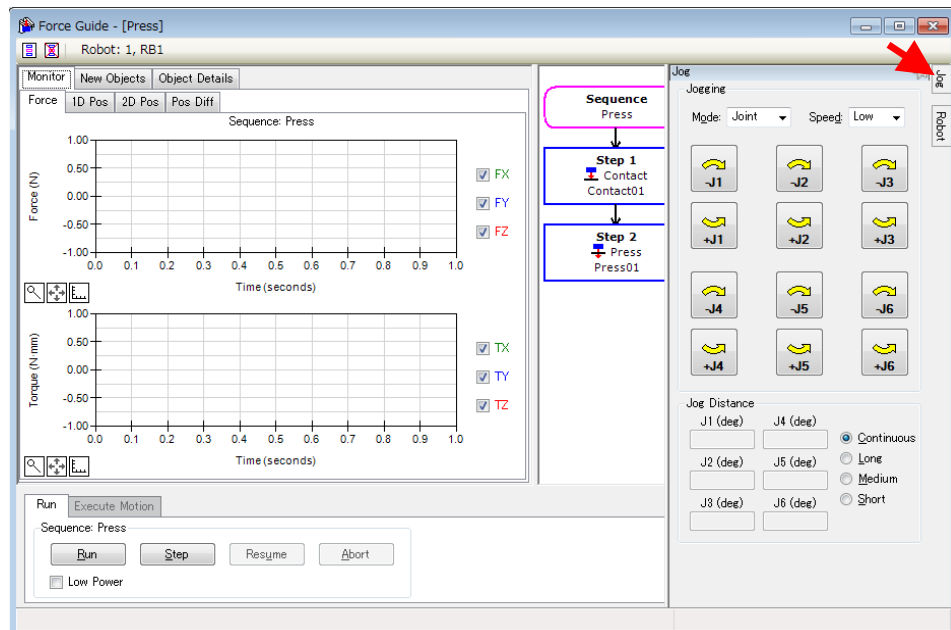 Force Guide - [Press]
Robot: 1, RB1
Monitor New Objects Object Details
Force 1D Pos 2D Pos Pos Diff
Sequence: Press
Force (N)
1.00
0.50
0.00
-0.50
-1.00
0.0 0.1 0.2 0.3 0.4 0.5 0.6 0.7 0.8 0.9 1.0
Time (seconds)
FX
FY
FZ
Torque (N·mm)
1.00
0.50
0.00
-0.50
-1.00
0.0 0.1 0.2 0.3 0.4 0.5 0.6 0.7 0.8 0.9 1.0
Time (seconds)
TX
TY
TZ
Sequence
Press
Step 1
Contact
Contact01
Step 2
Press
Press01
Jog
Jogging
Mode: Joint Speed: Low
-J1 -J2 -J3
+J1 +J2 +J3
-J4 -J5 -J6
+J4 +J5 +J6
Jog Distance
J1 (deg) J4 (deg)
J2 (deg) J5 (deg)
J3 (deg) J6 (deg)
Continuous
Long
Medium
Short
Jog
Robot
Run Execute Motion
Sequence: Press
Run Step Resume Abort
Low Power